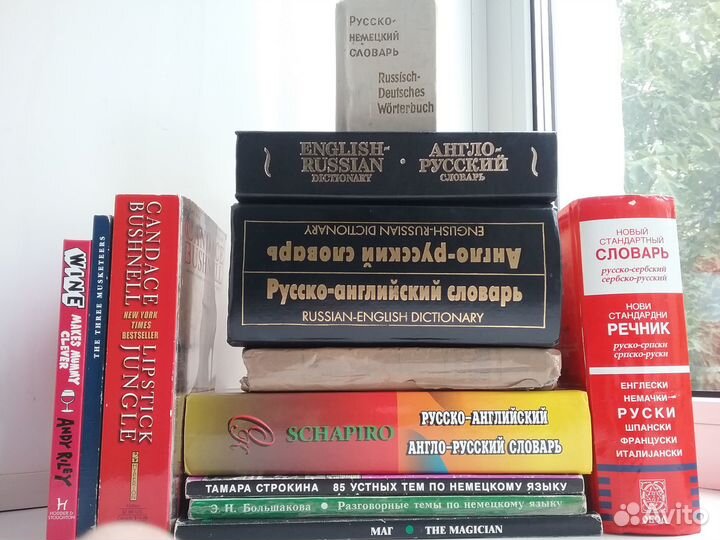 РУССКО-
НЕМЕЦКИЙ
СЛОВАРЬ
Russisch-
Deutsches
Wörterbuch
ENGLISH-
RUSSIAN
DICTIONARY
АНГЛО-
РУССКИЙ
СЛОВАРЬ
ENGLISH-RUSSIAN DICTIONARY
Англо-русский словарь
Русско-английский словарь
RUSSIAN-ENGLISH DICTIONARY
SCHAPIRO
РУССКО-АНГЛИЙСКИЙ
АНГЛО-РУССКИЙ СЛОВАРЬ
ТАМАРА СТРОКИНА 85 УСТНЫХ ТЕМ ПО НЕМЕЦКОМУ ЯЗЫКУ
Э. Н. Большакова • Разговорные темы по немецкому языку
МАГ • THE MAGICIAN
WINE
MAKES MUMMY
CLEVER
ANDY RILEY
H
HODDER &
STOUGHTON
THE THREE MUSKETEERS
CANDACE
BUSHNELL
NEW YORK
TIMES
BESTSELLER
LIPSTICK
JUNGLE
НОВЫЙ
СТАНДАРТНЫЙ
СЛОВАРЬ
русско-сербский
сербско-русский
НОВИ
СТАНДАРДНИ
РЕЧНИК
руско-српски
српско-руски
ЕНГЛЕСКИ
НЕМАЧКИ
РУСКИ
ШПАНСКИ
ФРАНЦУСКИ
ИТАЛИЈАНСКИ
Avito